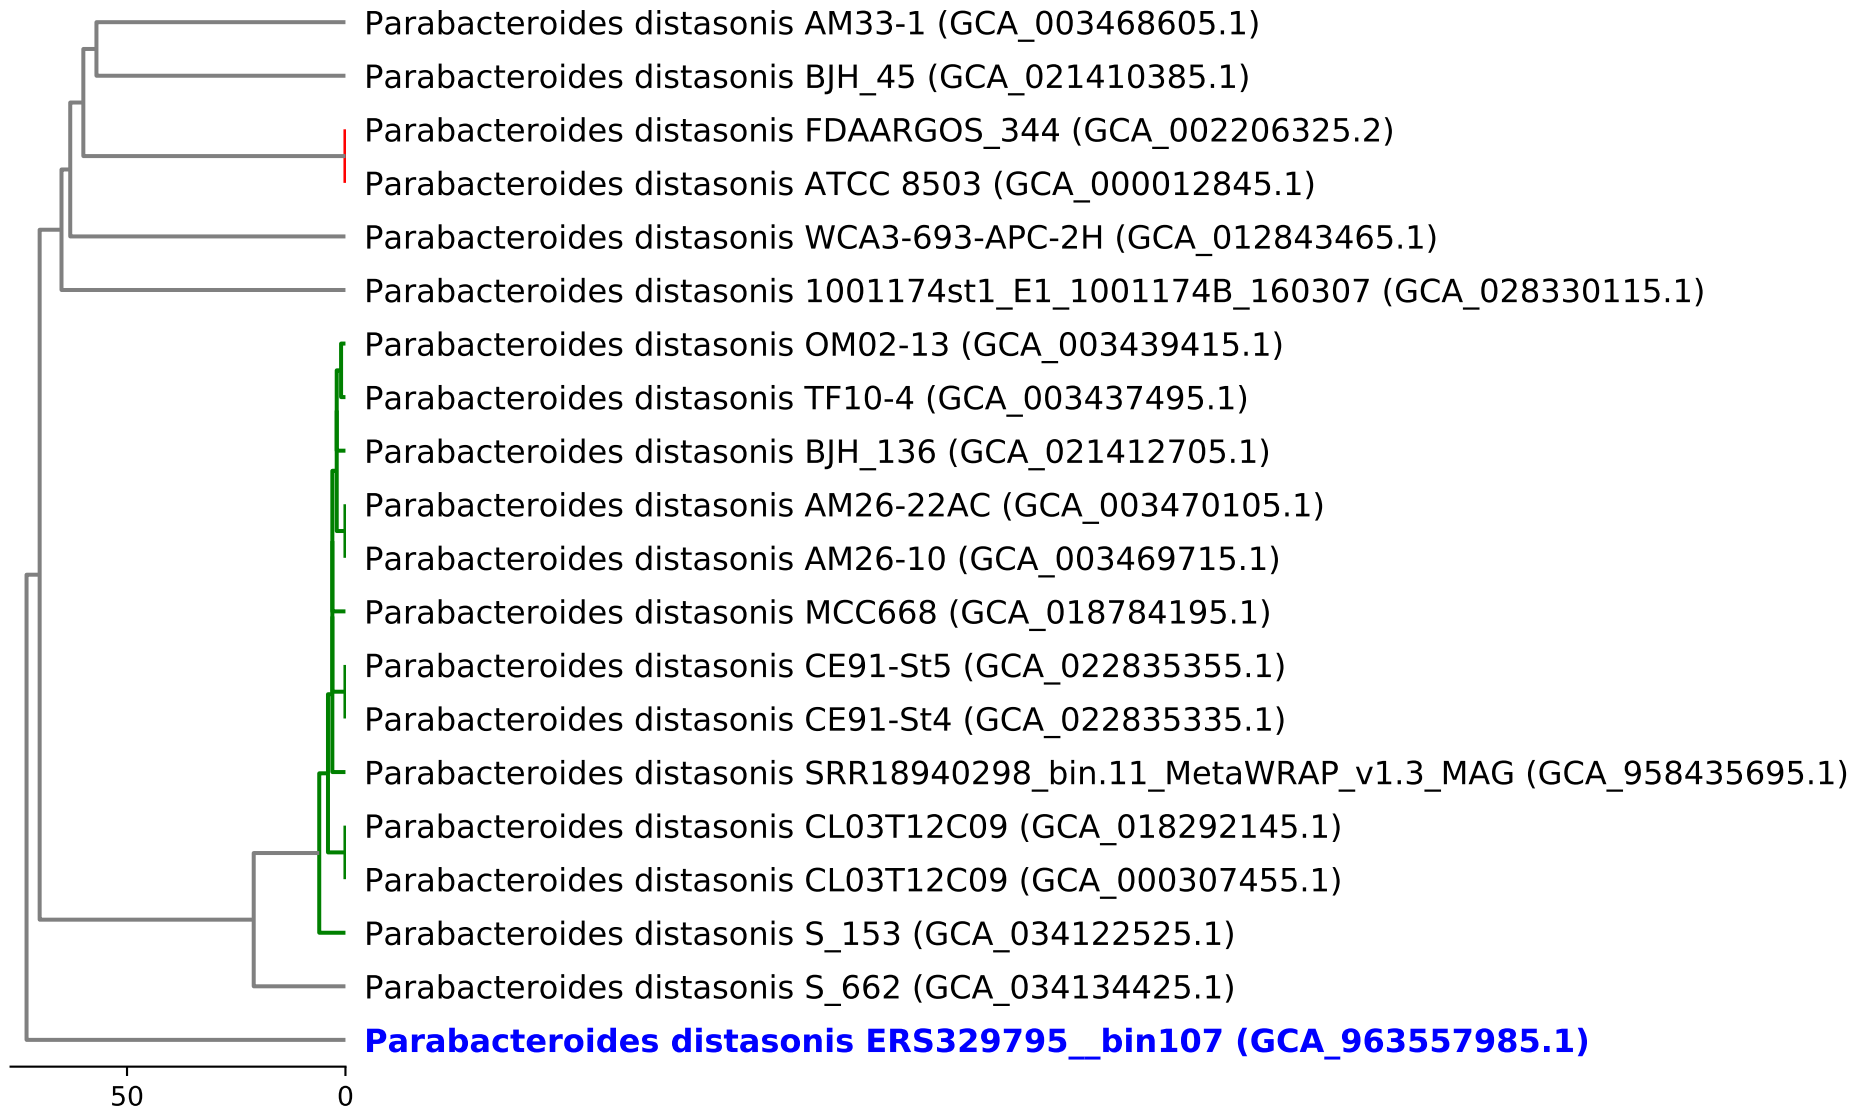 Parabacteroides distasonis AM33-1 (GCA_003468605.1)
Parabacteroides distasonis BJH_45 (GCA_021410385.1)
Parabacteroides distasonis FDAARGOS_344 (GCA_002206325.2)
Parabacteroides distasonis ATCC 8503 (GCA_000012845.1)
Parabacteroides distasonis WCA3-693-APC-2H (GCA_012843465.1)
Parabacteroides distasonis 1001174st1_E1_1001174B_160307 (GCA_028330115.1)
Parabacteroides distasonis OM02-13 (GCA_003439415.1)
Parabacteroides distasonis TF10-4 (GCA_003437495.1)
Parabacteroides distasonis BJH_136 (GCA_021412705.1)
Parabacteroides distasonis AM26-22AC (GCA_003470105.1)
Parabacteroides distasonis AM26-10 (GCA_003469715.1)
Parabacteroides distasonis MCC668 (GCA_018784195.1)
Parabacteroides distasonis CE91-St5 (GCA_022835355.1)
Parabacteroides distasonis CE91-St4 (GCA_022835335.1)
Parabacteroides distasonis SRR18940298_bin.11_MetaWRAP_v1.3_MAG (GCA_958435695.1)
Parabacteroides distasonis CL03T12C09 (GCA_018292145.1)
Parabacteroides distasonis CL03T12C09 (GCA_000307455.1)
Parabacteroides distasonis S_153 (GCA_034122525.1)
Parabacteroides distasonis S_662 (GCA_034134425.1)
Parabacteroides distasonis ERS329795__bin107 (GCA_963557985.1)
50 0